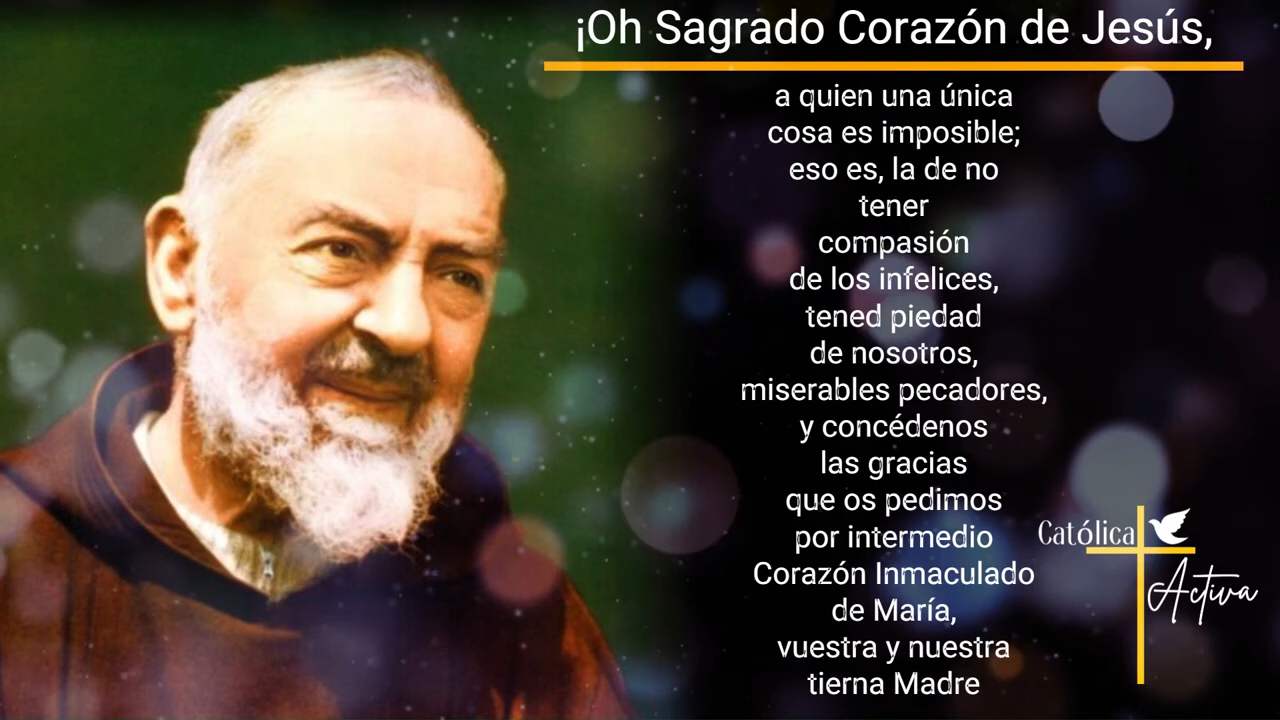 ¡Oh Sagrado Corazón de Jesús,
a quien una única
cosa es imposible;
eso es, la de no
tener
compasión
de los infelices,
tened piedad
de nosotros,
miserables pecadores,
y concédenos
las gracias
que os pedimos
por intermedio
Corazón Inmaculado
de María,
vuestra y nuestra
tierna Madre
Católica
Activa